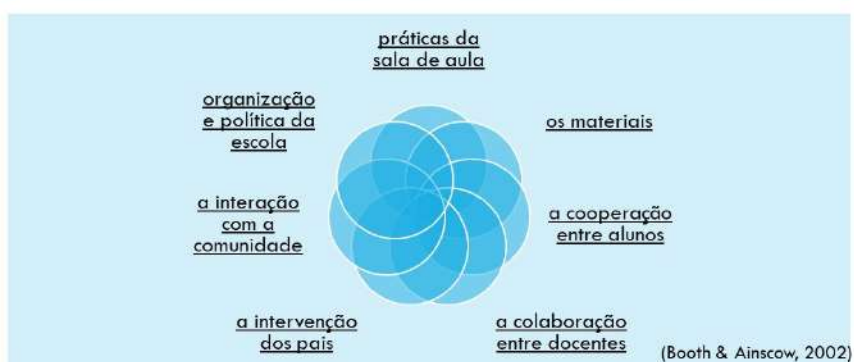 práticas da
sala de aula
os materiais
a cooperação
entre alunos
a colaboração
entre docentes
a intervenção
dos pais
a interação
com a
comunidade
organização
e política da
escola
(Booth & Ainscow, 2002)